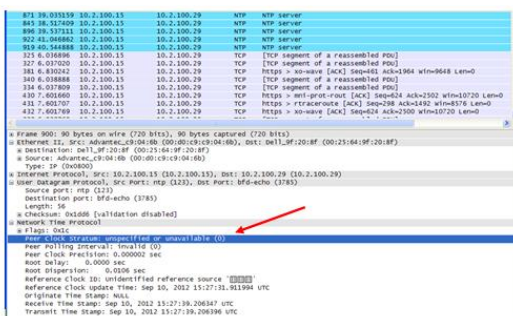 871 39.035159 10.2.100.15 10.2.100.29 NTP NTP server
845 38.517409 10.2.100.15 10.2.100.29 NTP NTP server
896 39.537111 10.2.100.15 10.2.100.29 NTP NTP server
922 41.046862 10.2.100.15 10.2.100.29 NTP NTP server
919 40.544888 10.2.100.15 10.2.100.29 NTP NTP server
325 6.036896 10.2.100.15 10.2.100.29 TCP [TCP segment of a reassembled PDU]
327 6.037020 10.2.100.15 10.2.100.29 TCP [TCP segment of a reassembled PDU]
381 6.830242 10.2.100.15 10.2.100.29 TCP https > xo-wave [ACK] Seq=461 Ack=1964 Win=9648 Len=0
340 6.038888 10.2.100.15 10.2.100.29 TCP [TCP segment of a reassembled PDU]
334 6.037809 10.2.100.15 10.2.100.29 TCP [TCP segment of a reassembled PDU]
430 7.601660 10.2.100.15 10.2.100.29 TCP https > mni-prot-rout [ACK] Seq=624 Ack=2502 Win=10720 Len=0
431 7.601707 10.2.100.15 10.2.100.29 TCP https > rtraceroute [ACK] Seq=298 Ack=1492 Win=8576 Len=0
432 7.601769 10.2.100.15 10.2.100.29 TCP https > xo-wave [ACK] Seq=624 Ack=2500 Win=10720 Len=0
Frame 900: 90 bytes on wire (720 bits), 90 bytes captured (720 bits)
Ethernet II, Src: Advantec_c9:04:6b (00:d0:c9:c9:04:6b), Dst: Dell_9f:20:8f (00:25:64:9f:20:8f)
Destination: Dell_9f:20:8f (00:25:64:9f:20:8f)
Source: Advantec_c9:04:6b (00:d0:c9:c9:04:6b)
Type: IP (0x0800)
Internet Protocol, Src: 10.2.100.15 (10.2.100.15), Dst: 10.2.100.29 (10.2.100.29)
User Datagram Protocol, Src Port: ntp (123), Dst Port: bfd-echo (3785)
Source port: ntp (123)
Destination port: bfd-echo (3785)
Length: 56
Checksum: 0x1dd6 [validation disabled]
Network Time Protocol
Flags: 0x1c
Peer Clock Stratum: unspecified or unavailable (0)
Peer Polling Interval: invalid (0)
Peer Clock Precision: 0.000002 sec
Root Delay: 0.0000 sec
Root Dispersion: 0.0106 sec
Reference Clock ID: Unidentified reference source '
Reference Clock Update Time: Sep 10, 2012 15:27:31.911994 UTC
Originate Time Stamp: NULL
Receive Time Stamp: Sep 10, 2012 15:27:39.206347 UTC
Transmit Time Stamp: Sep 10, 2012 15:27:39.206396 UTC